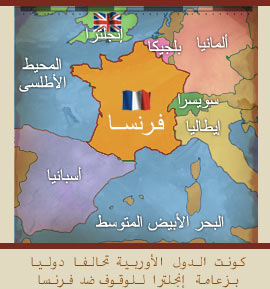 إنجلترا
ألمانيا
بلجيكا
المحيط
الأطلسى
سويسرا
فرنسا
إيطاليا
أسبانيا
البحر الأبيض المتوسط
كونت الدول الأوربية تحالفا دوليا
بزعامة إنجلترا للوقوف ضد فرنسا